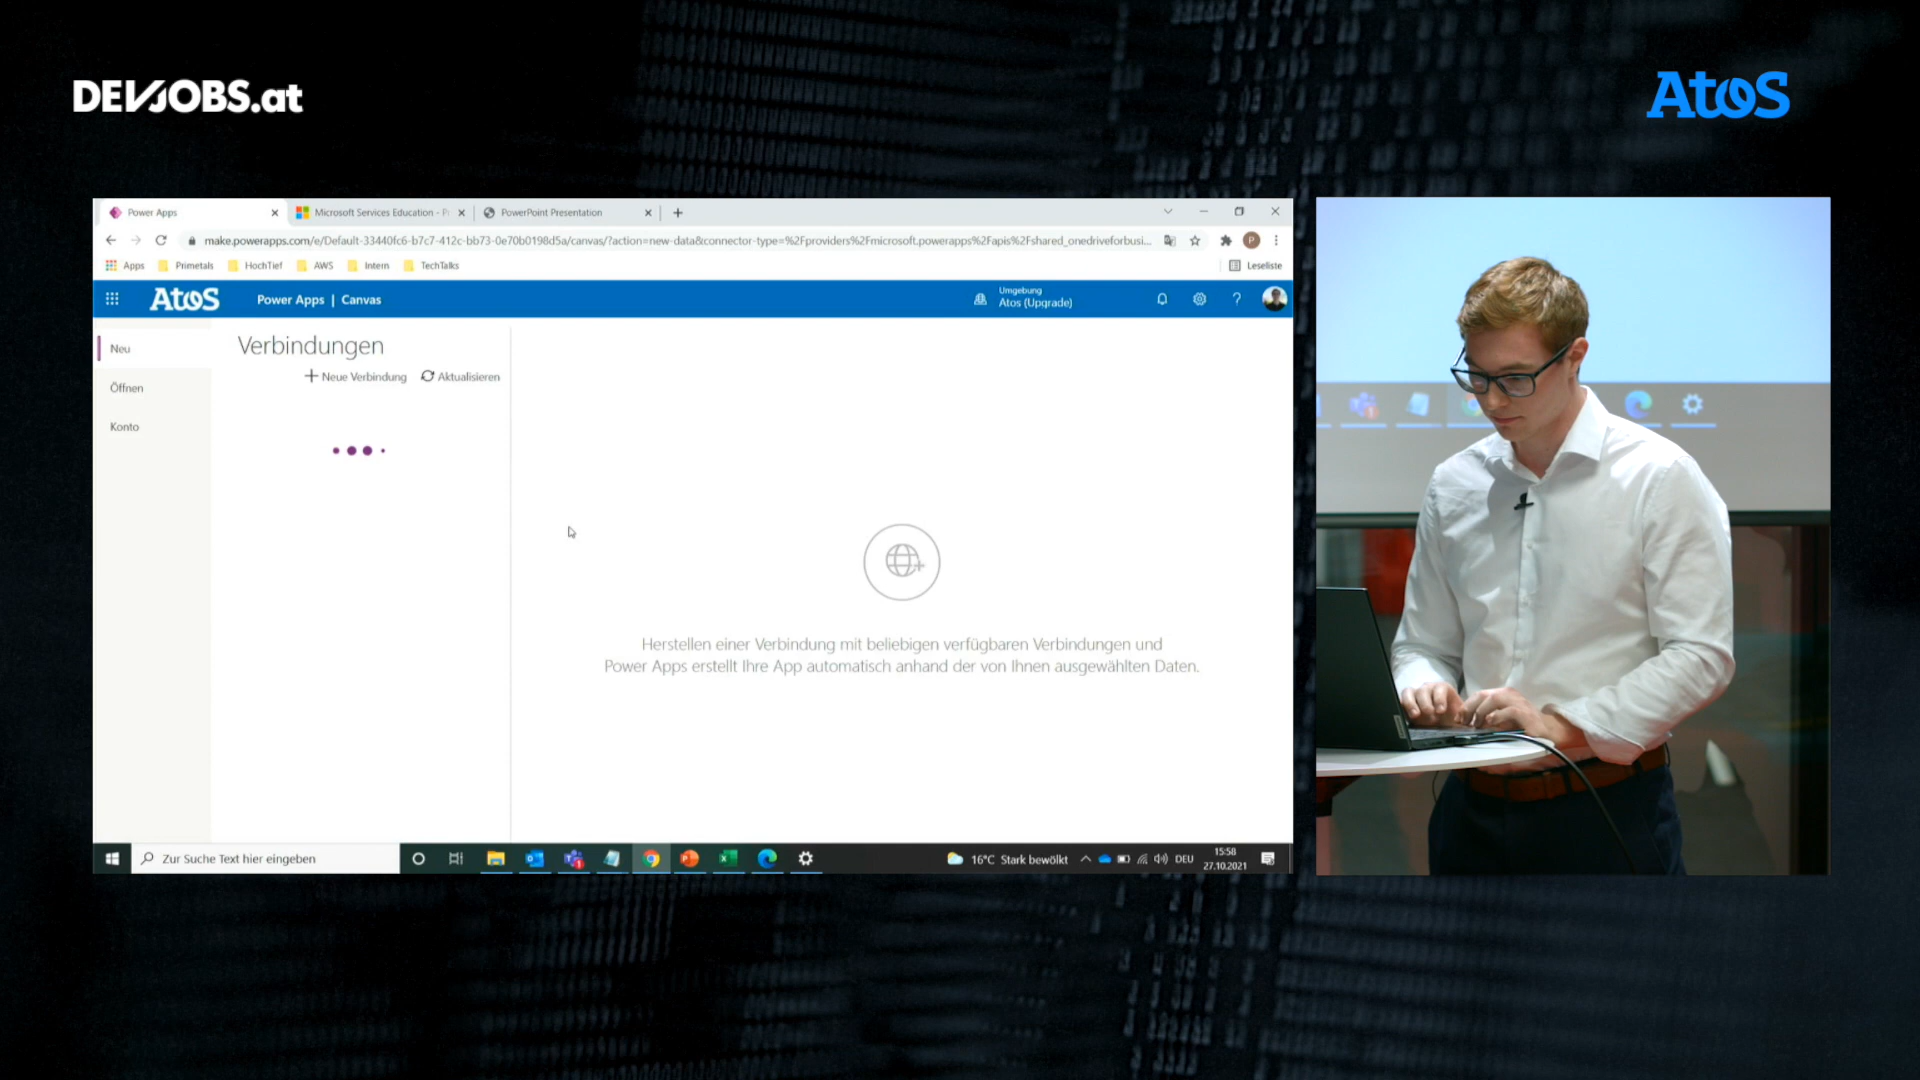 DEVJOBS.at
Atos
Power Apps
Microsoft Services Education - Pr
PowerPoint Presentation
make.powerapps.com/e/Default-33440fc6-b7c7-412c-bb73-0e70b0198d5a/canvas/?action=new-data&connector-type=%2Fproviders%2Fmicrosoft.powerapps%2Fapis%2Fshared_onedriveforbusi...
P
Apps
Primetals
HochTief
AWS
Intern
TechTalks
Leseliste
Atos
Power Apps | Canvas
Umgebung
Atos (Upgrade)
?
Neu
Öffnen
Konto
Verbindungen
Neue Verbindung
Aktualisieren
Herstellen einer Verbindung mit beliebigen verfügbaren Verbindungen und
Power Apps erstellt Ihre App automatisch anhand der von Ihnen ausgewählten Daten.
Zur Suche Text hier eingeben
16°C Stark bewölkt
DEU
15:58
27.10.2021